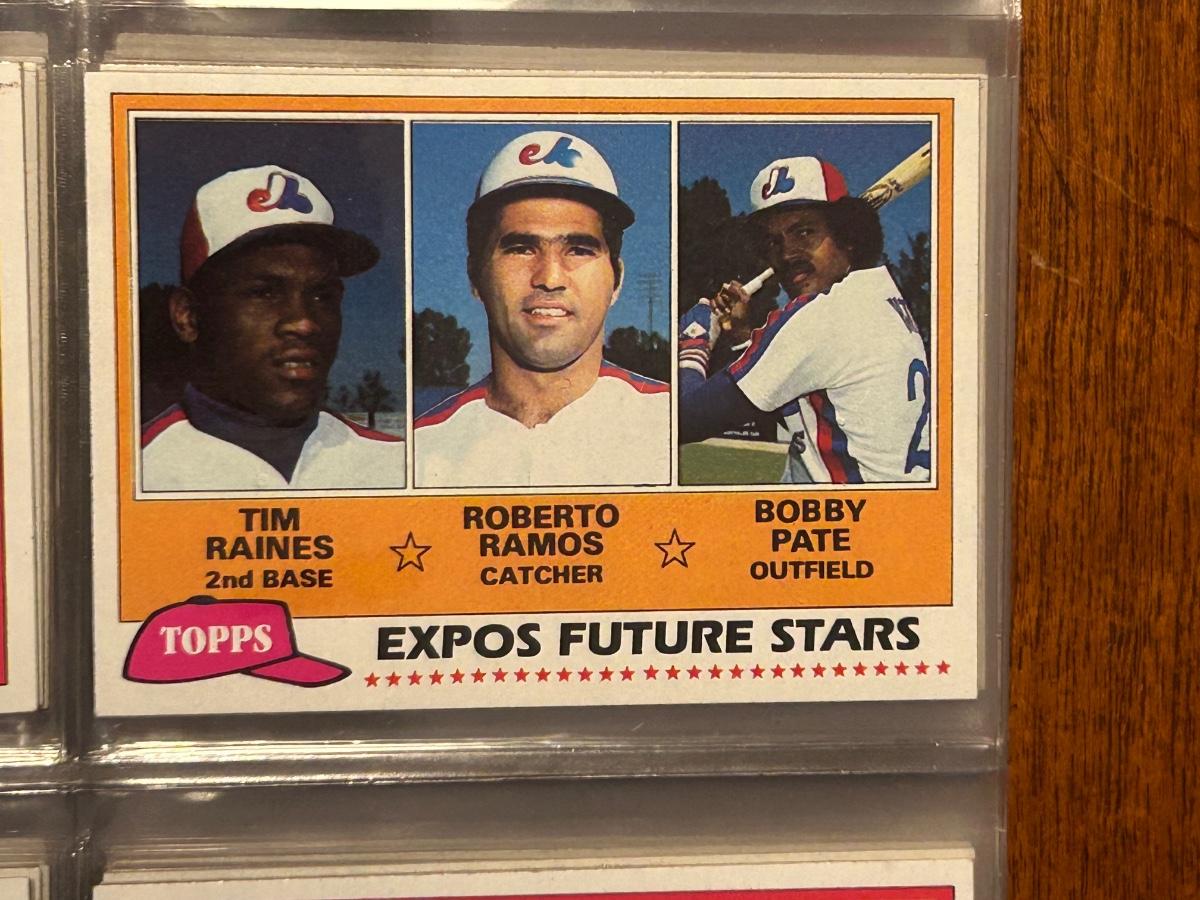 TIM
RAINES
2nd BASE
ROBERTO
RAMOS
CATCHER
BOBBY
PATE
OUTFIELD
TOPPS
EXPOS FUTURE STARS